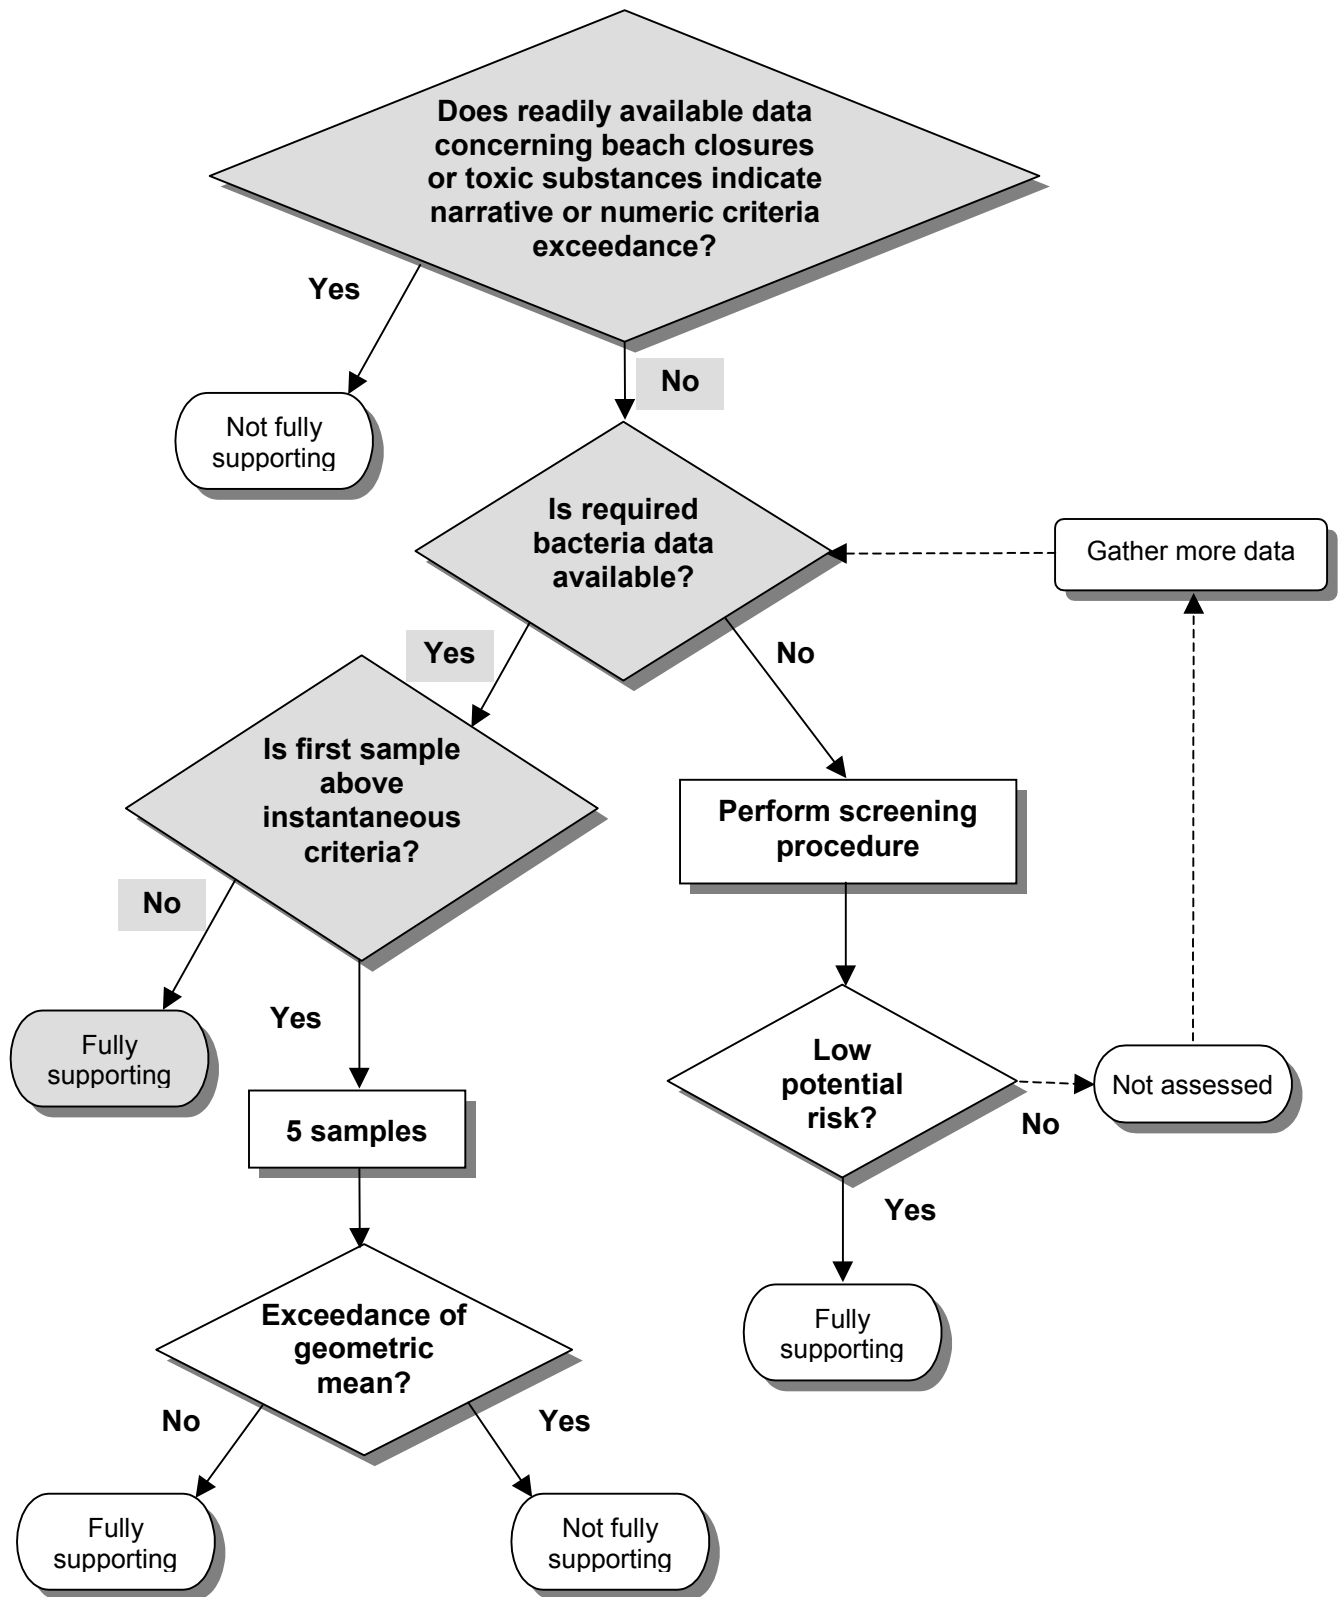 Does readily available data
concerning beach closures
or toxic substances indicate
narrative or numeric criteria
exceedance?
Yes
No
Not fully
supporting
Is required
bacteria data
available?
Gather more data
Yes
No
Is first sample
above
instantaneous
criteria?
Perform screening
procedure
No
Yes
Fully
supporting
Low
potential
risk?
Not assessed
No
5 samples
Yes
Exceedance of
geometric
mean?
Fully
supporting
No
Yes
Fully
supporting
Not fully
supporting